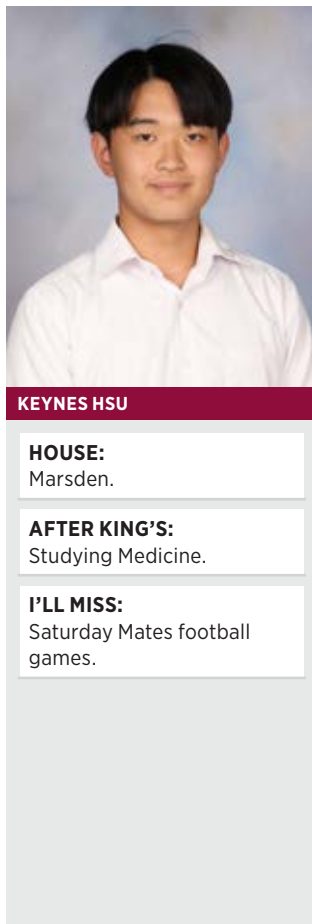 KEYNES HSU
HOUSE:
Marsden.
AFTER KING’S:
Studying Medicine.
I’LL MISS:
Saturday Mates football
games.